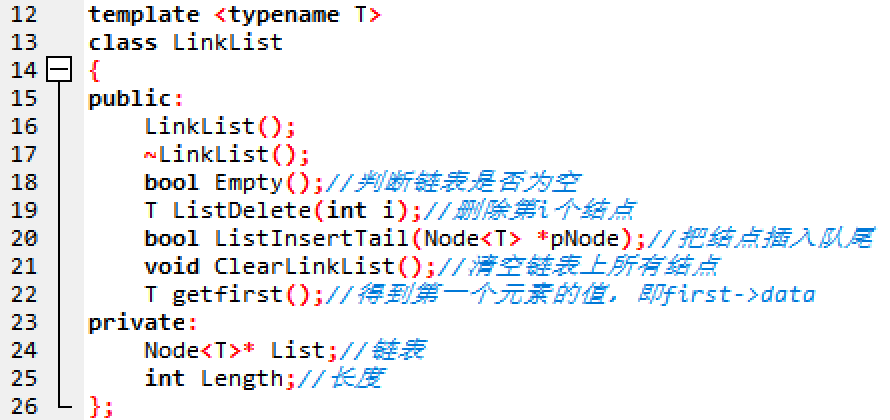 12 template <typename T>
13 class LinkList
14 {
15 public:
16     LinkList();
17     ~LinkList();
18     bool Empty();//判断链表是否为空
19     T ListDelete(int i);//删除第i个结点
20     bool ListInsertTail(Node<T> *pNode);//把结点插入队尾
21     void ClearLinkList();//清空链表上所有结点
22     T getfirst();//得到第一个元素的值，即first->data
23 private:
24     Node<T>* List;//链表
25     int Length;//长度
26 };